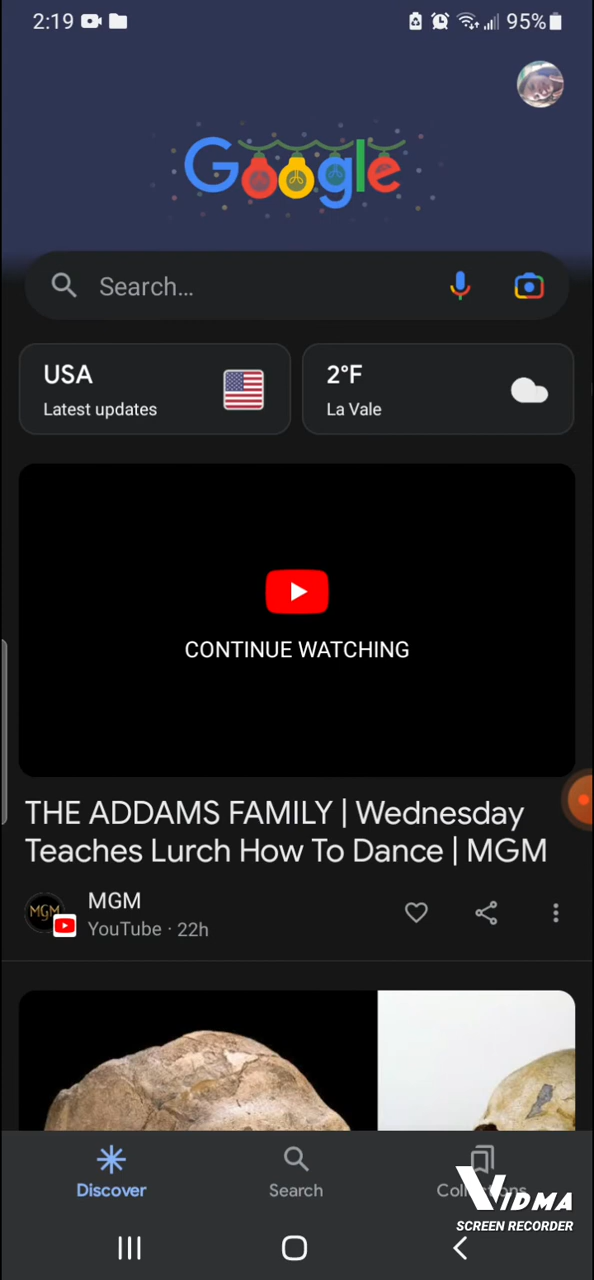 2:19
95%
Google
Search...
USA
Latest updates
2°F
La Vale
CONTINUE WATCHING
THE ADDAMS FAMILY | Wednesday
Teaches Lurch How To Dance | MGM
MGM
MGM
YouTube · 22h
Discover
Search
VIDMA
SCREEN RECORDER